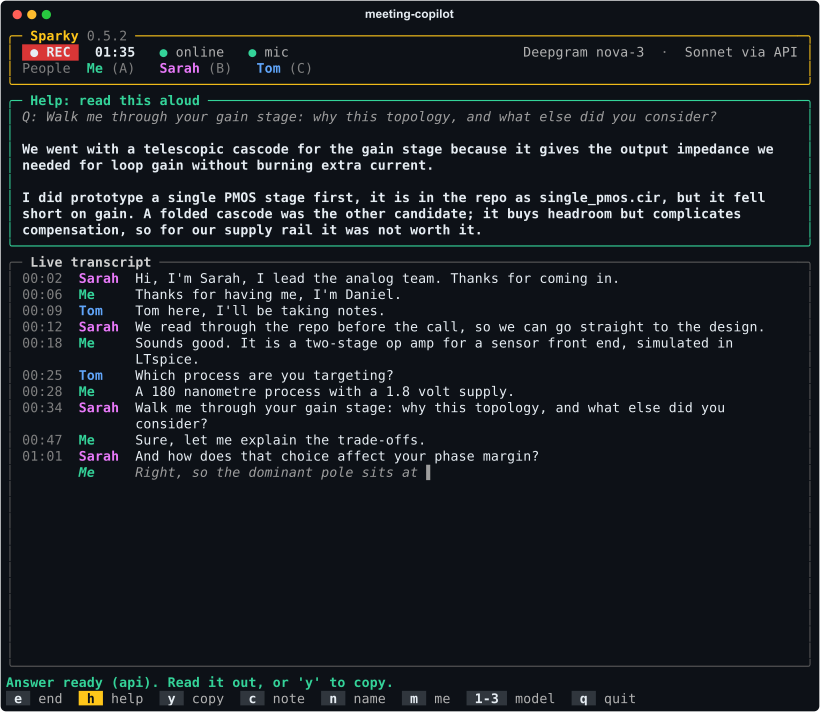 meeting-copilot
Sparky 0.5.2
● REC 01:35 ● online ● mic Deepgram nova-3 · Sonnet via API
People Me (A) Sarah (B) Tom (C)
Help: read this aloud
Q: Walk me through your gain stage: why this topology, and what else did you consider?
We went with a telescopic cascode for the gain stage because it gives the output impedance we
needed for loop gain without burning extra current.
I did prototype a single PMOS stage first, it is in the repo as single_pmos.cir, but it fell
short on gain. A folded cascode was the other candidate; it buys headroom but complicates
compensation, so for our supply rail it was not worth it.
Live transcript
00:02 Sarah Hi, I'm Sarah, I lead the analog team. Thanks for coming in.
00:06 Me Thanks for having me, I'm Daniel.
00:09 Tom Tom here, I'll be taking notes.
00:12 Sarah We read through the repo before the call, so we can go straight to the design.
00:18 Me Sounds good. It is a two-stage op amp for a sensor front end, simulated in
LTspice.
00:25 Tom Which process are you targeting?
00:28 Me A 180 nanometre process with a 1.8 volt supply.
00:34 Sarah Walk me through your gain stage: why this topology, and what else did you
consider?
00:47 Me Sure, let me explain the trade-offs.
01:01 Sarah And how does that choice affect your phase margin?
Me Right, so the dominant pole sits at
Answer ready (api). Read it out, or 'y' to copy.
e end h help y copy c note n name m me 1-3 model q quit